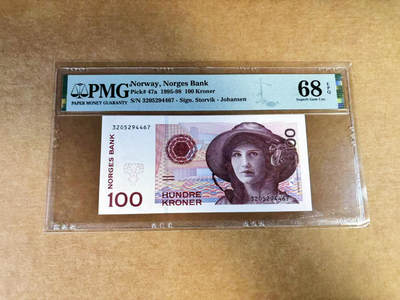 PMG
PAPER MONEY GUARANTY
Norway, Norges Bank
Pick# 47a 1995-98 100 Kroner
S/N 3205294467 - Sign. Storvik - Johansen
68 EPQ
Superb Gem Unc
3205294467
100
NORGES BANK
100
HUNDRE
KRONER
3205294467